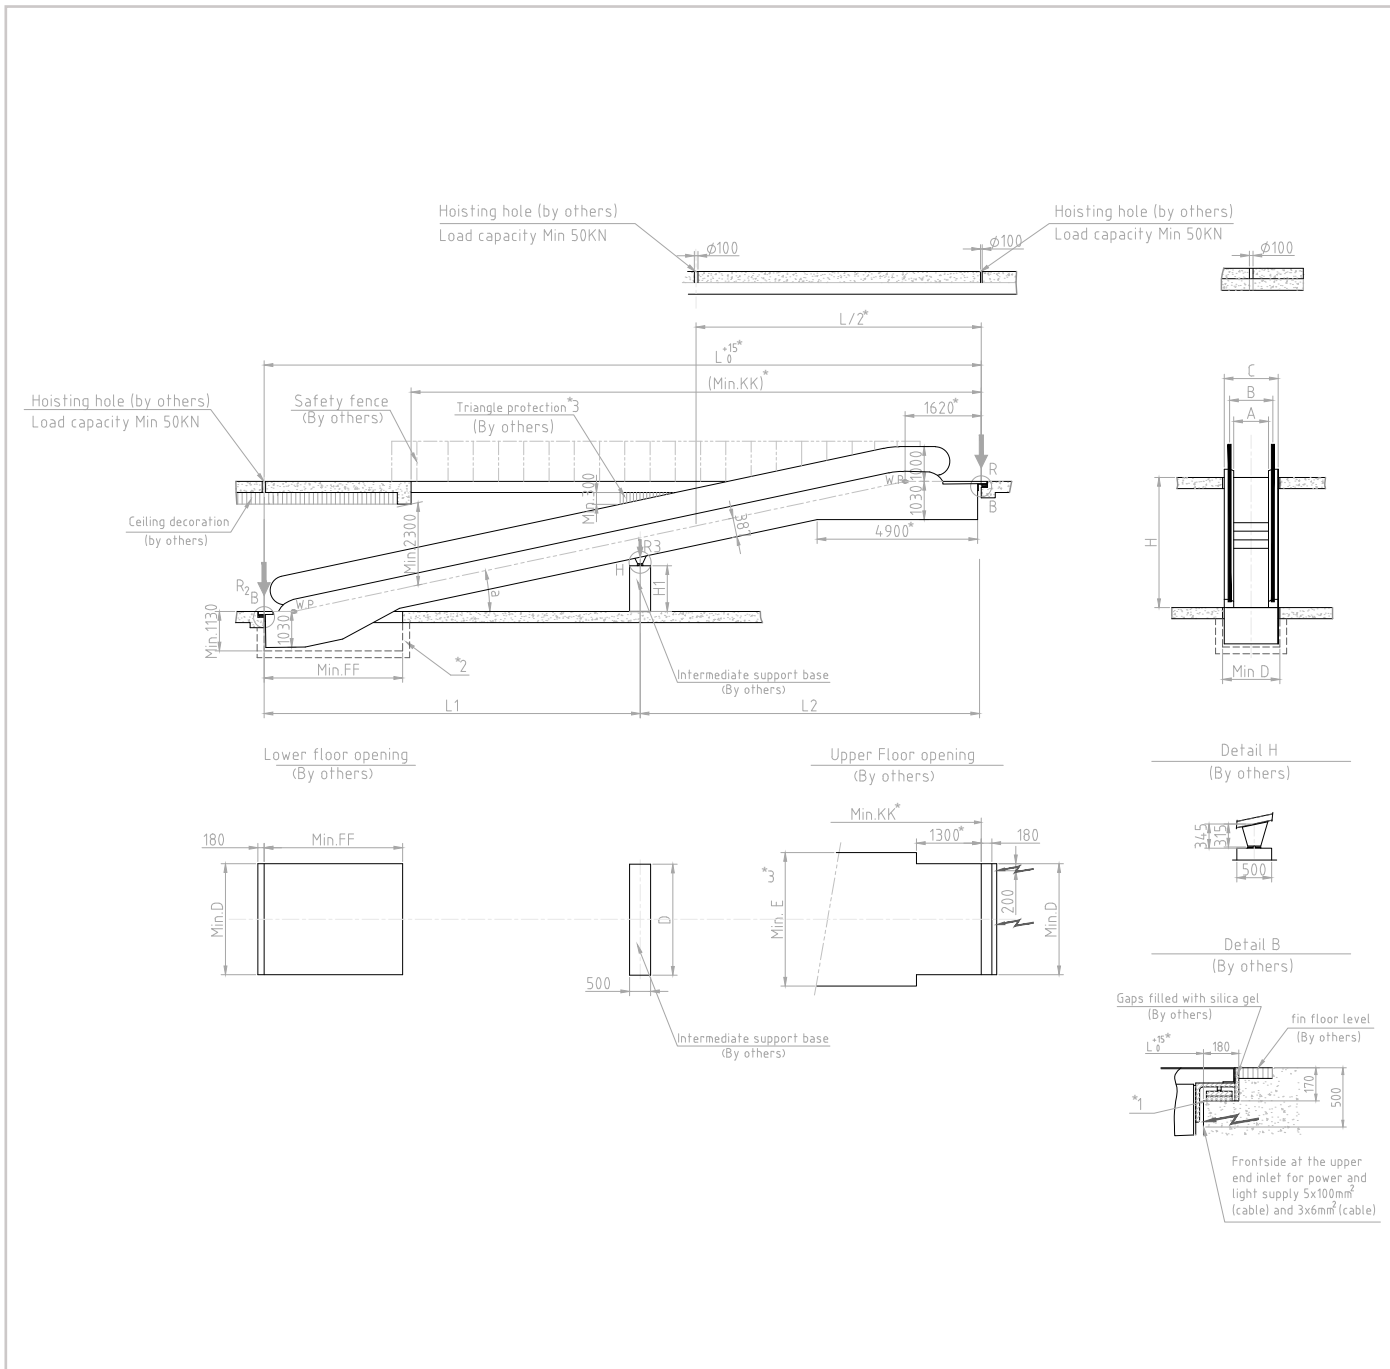 Hoisting hole (by others)
Load capacity Min 50KN
Hoisting hole (by others)
Load capacity Min 50KN
ϕ100
ϕ100
ϕ100
L/2*
L +15* 0
(Min.KK)*
1620*
Hoisting hole (by others)
Load capacity Min 50KN
Safety fence
(By others)
Triangle protection *3
(By others)
C
B
A
Min.300
1000
W.P.
R
B
1030
Ceiling decoration
(by others)
Min.2300
4900*
H
R3
H
H1
a
R2
B
W.P.
Min.1130
1030
*2
Min.FF
Intermediate support base
(By others)
Min D
L1
L2
Lower floor opening
(By others)
Upper Floor opening
(By others)
Detail H
(By others)
Min.KK*
180
Min.FF
1300*
180
345
315
500
*3
Min.D
D
Min. E
200
Min.D
500
Detail B
(By others)
Intermediate support base
(By others)
Gaps filled with silica gel
(By others)
fin floor level
(By others)
L +15* 0
180
170
500
*1
Frontside at the upper
end inlet for power and
light supply 5x100mm²
(cable) and 3x6mm² (cable)